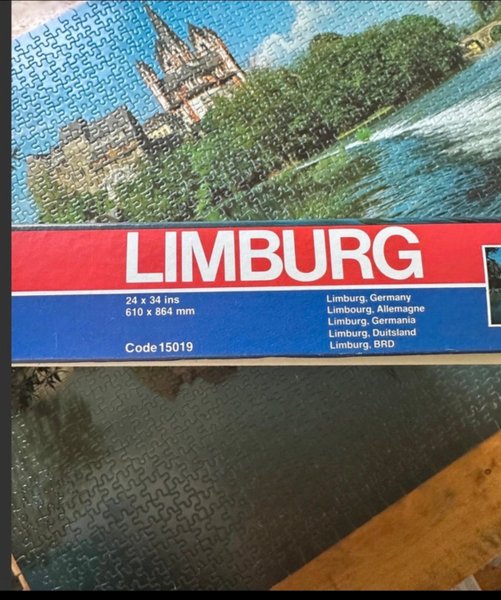 LIMBURG
24 x 34 ins
610 x 864 mm
Code 15019
Limburg, Germany
Limbourg, Allemagne
Limburg, Germania
Limburg, Duitsland
Limburg, BRD